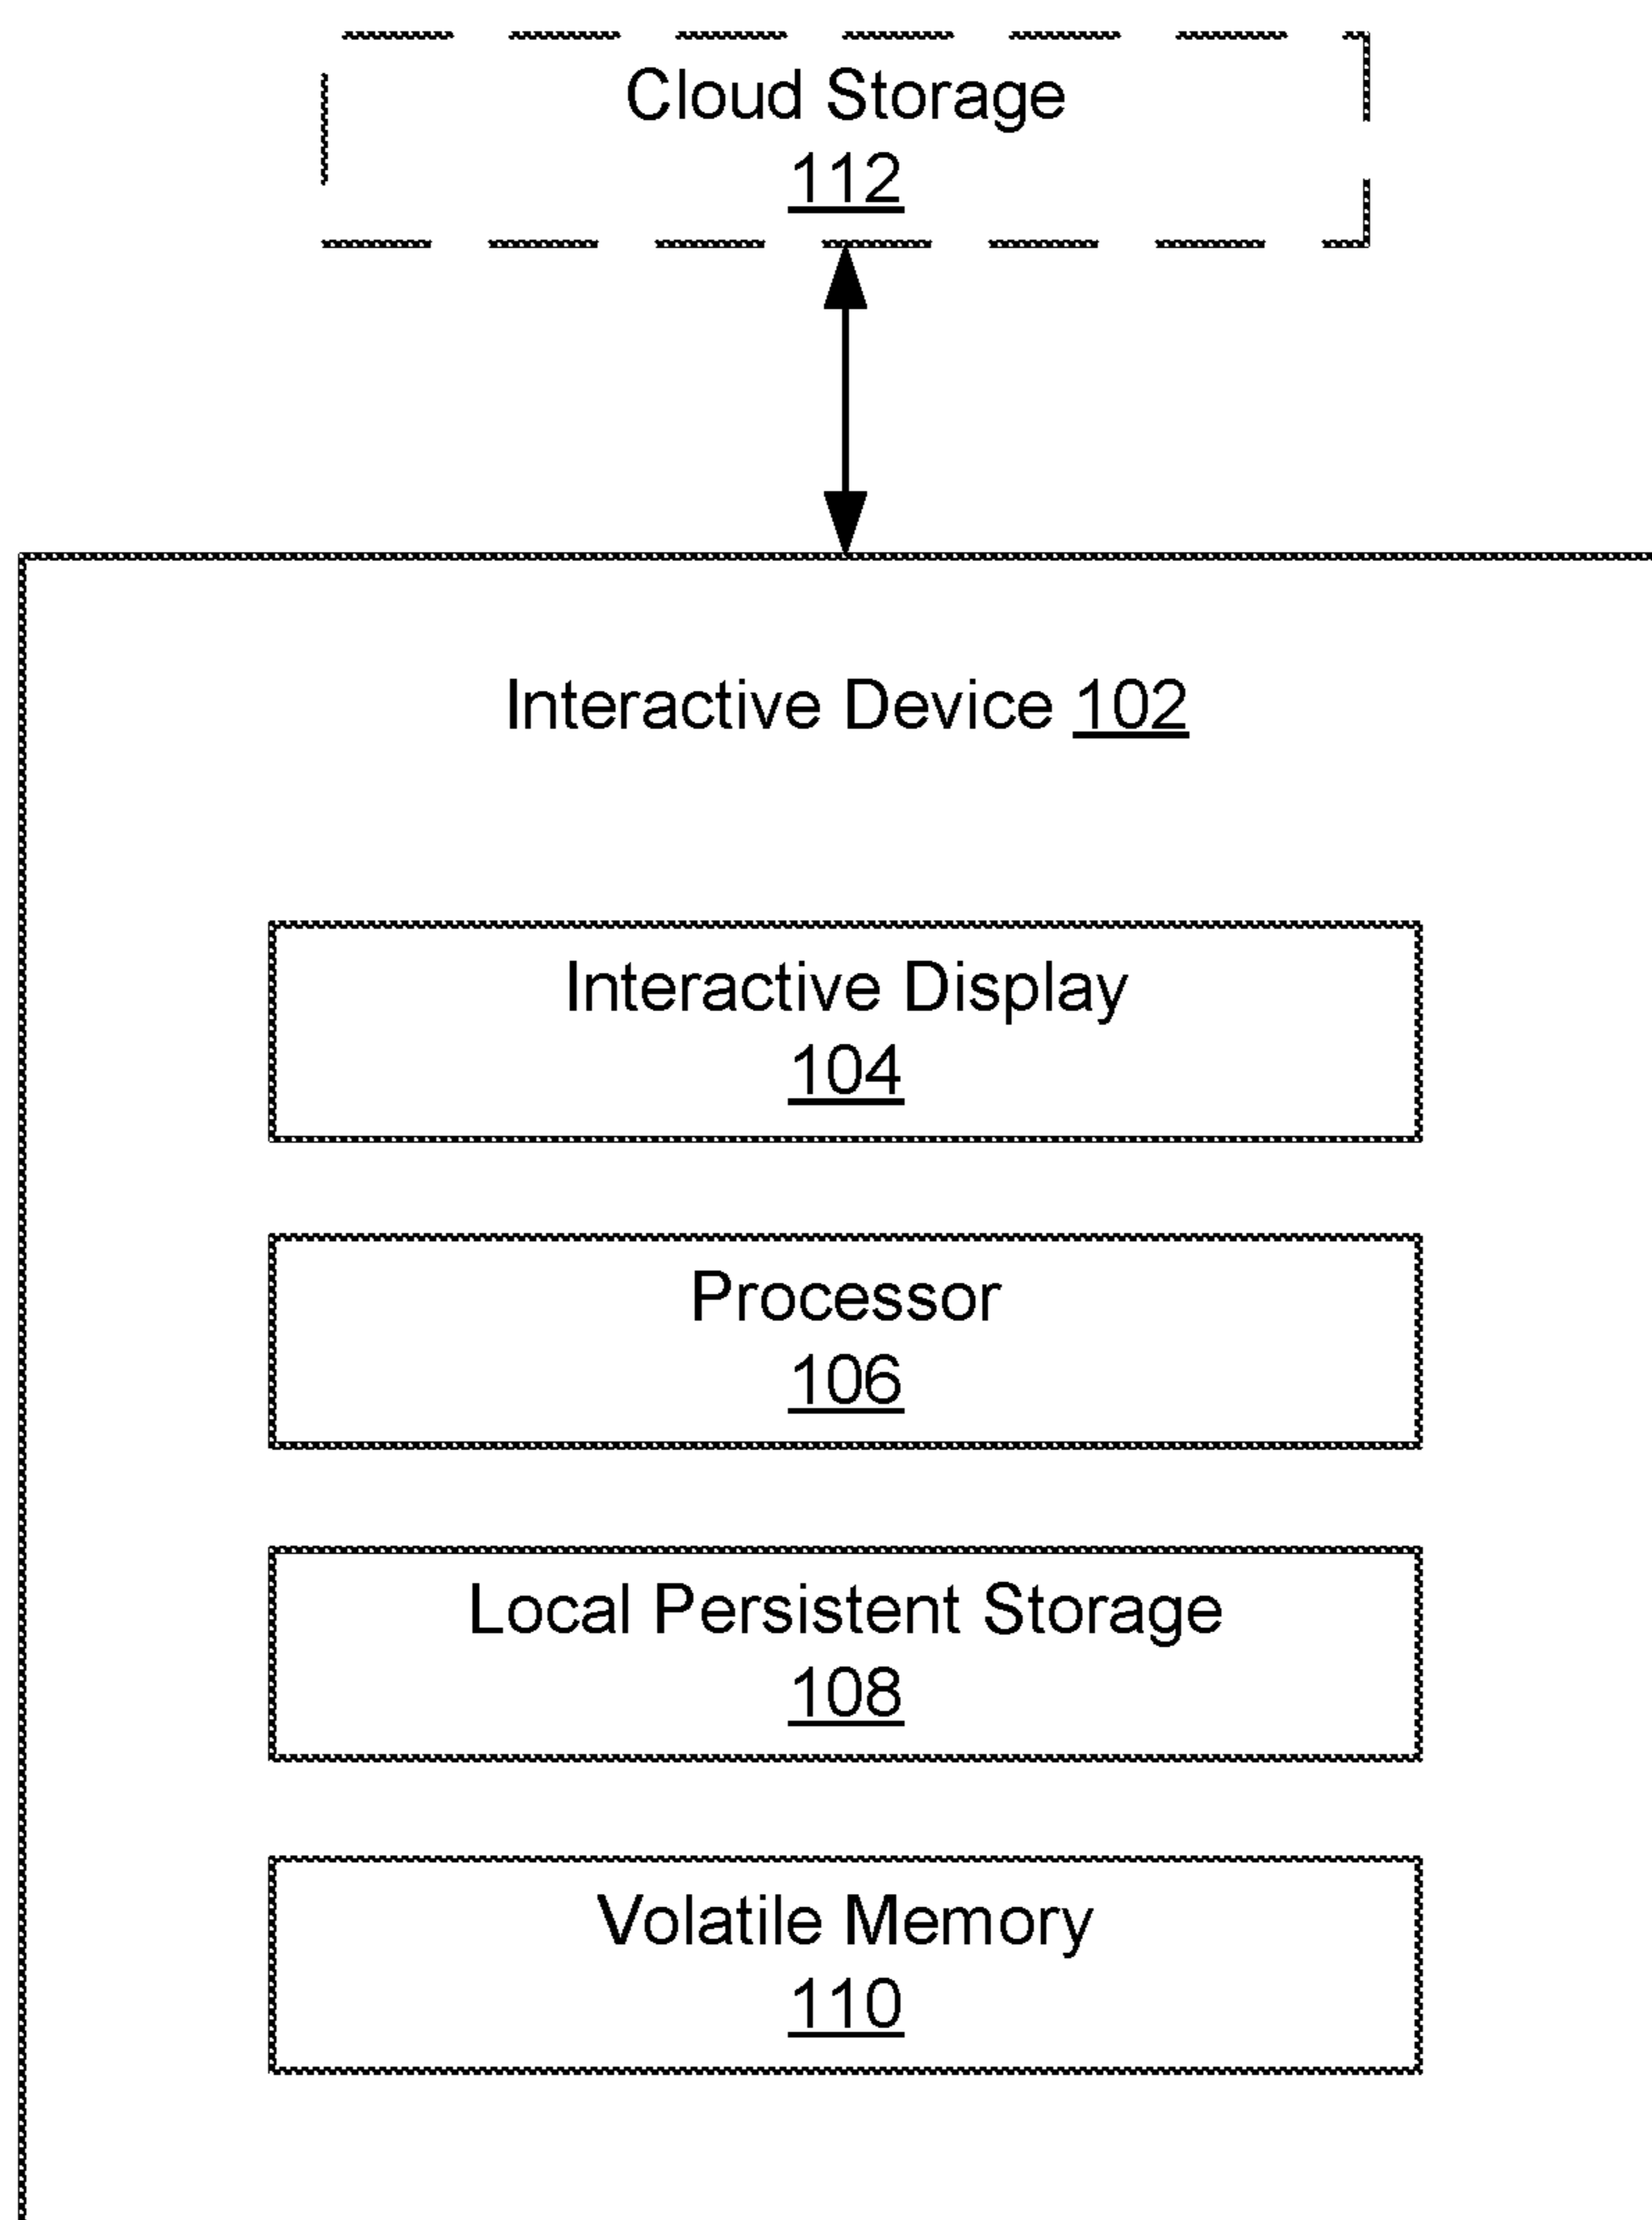 Cloud Storage
112
Interactive Device 102
Interactive Display
104
Processor
106
Local Persistent Storage
108
Volatile Memory
110